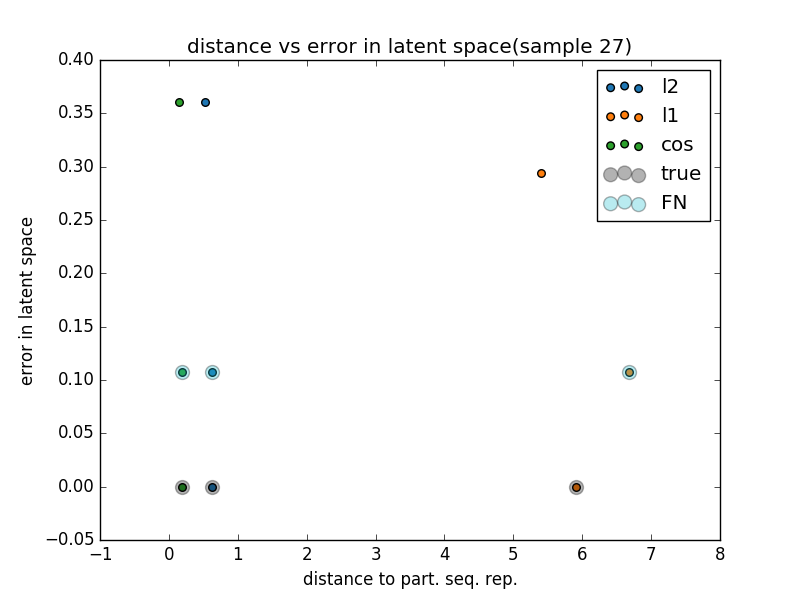 distance vs error in latent space(sample 27)
0.40
0.35
0.30
0.25
0.20
0.15
0.10
0.05
0.00
−0.05
error in latent space
l2
l1
cos
true
FN
−1 0 1 2 3 4 5 6 7 8
distance to part. seq. rep.